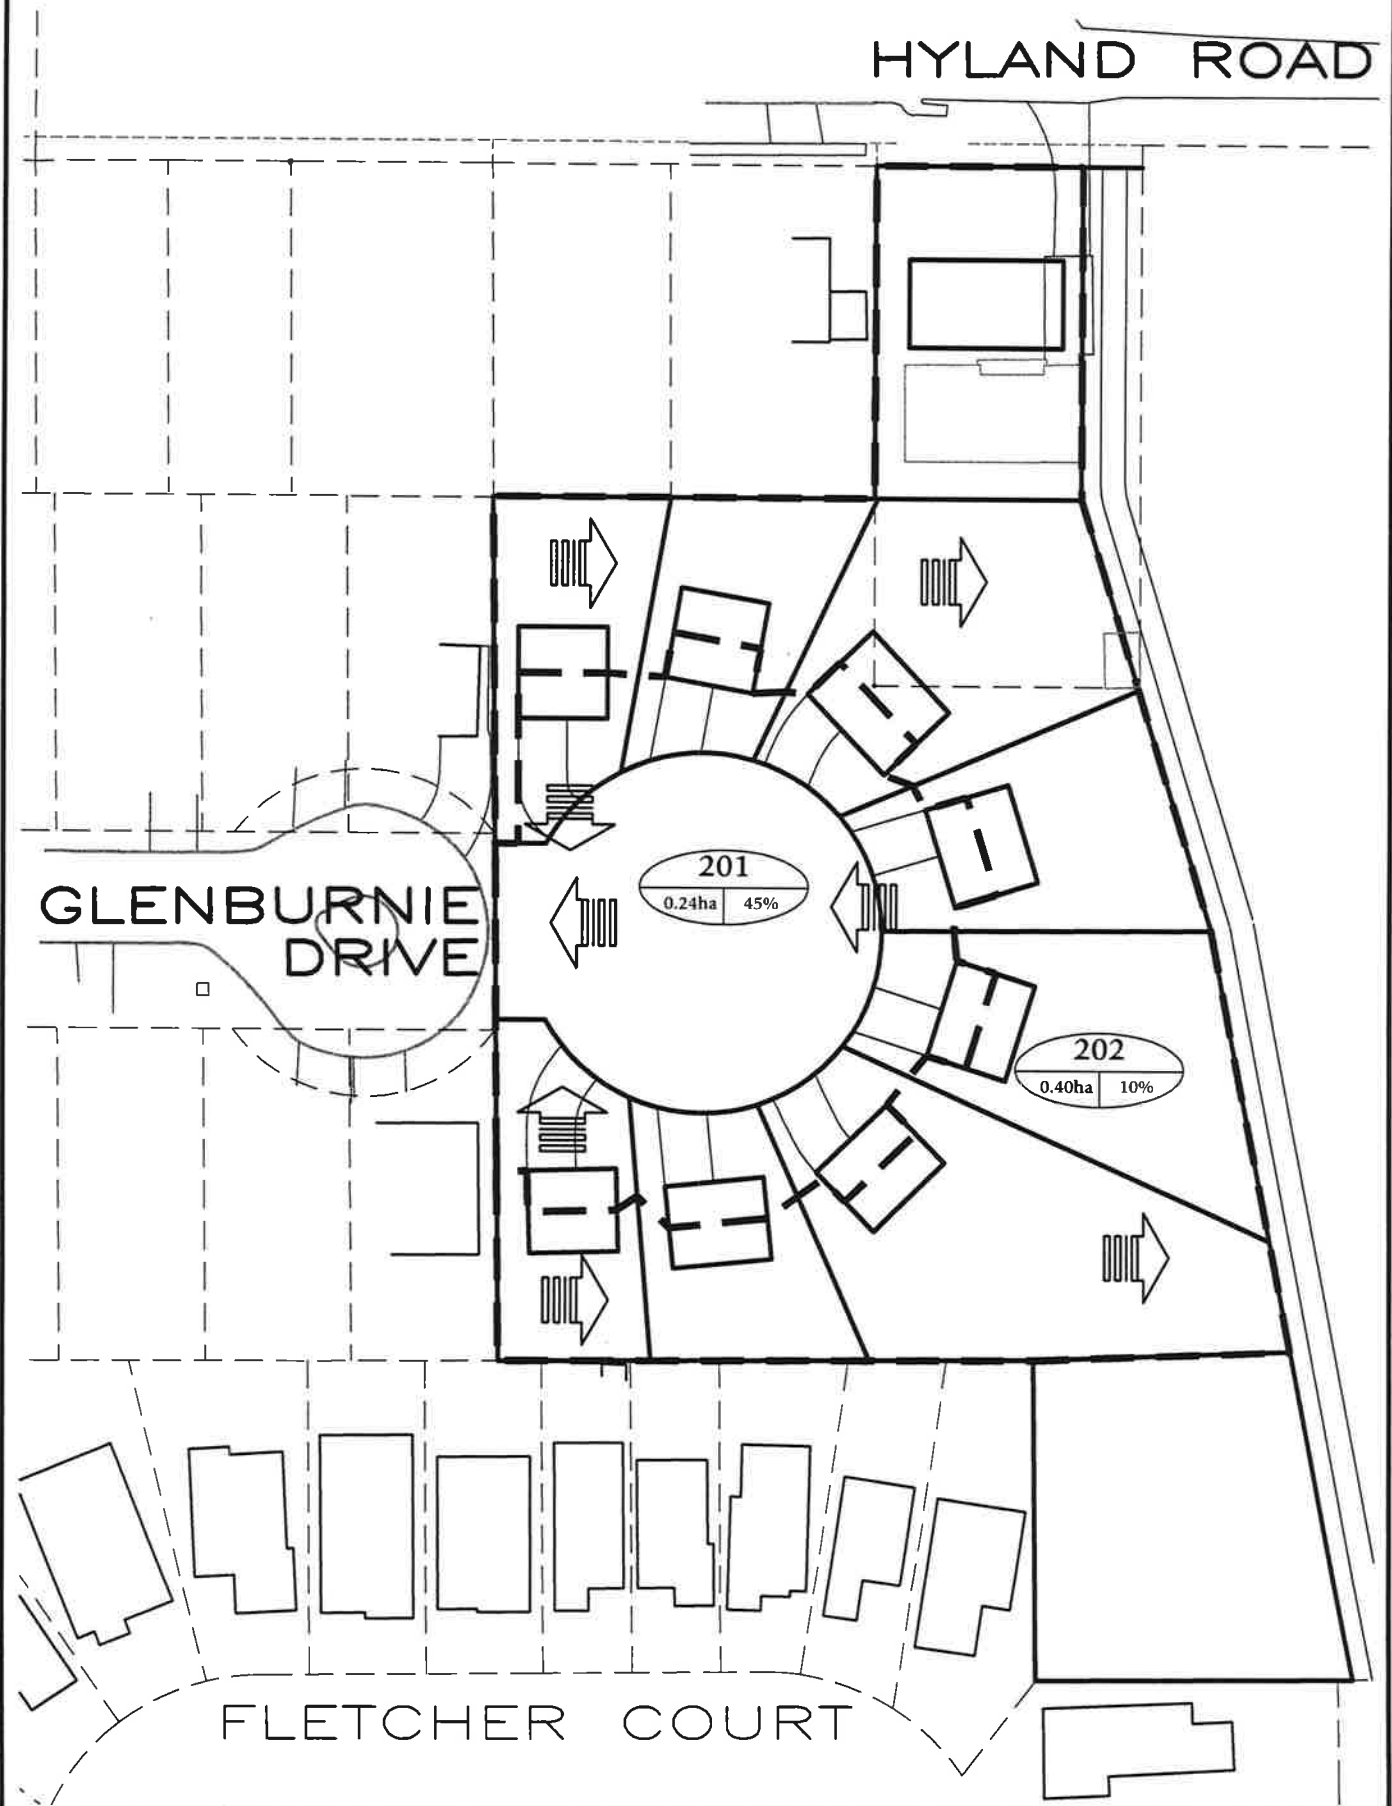 HYLAND ROAD
201
0.24ha 45%
GLENBURNIE
DRIVE
202
0.40ha 10%
FLETCHER COURT